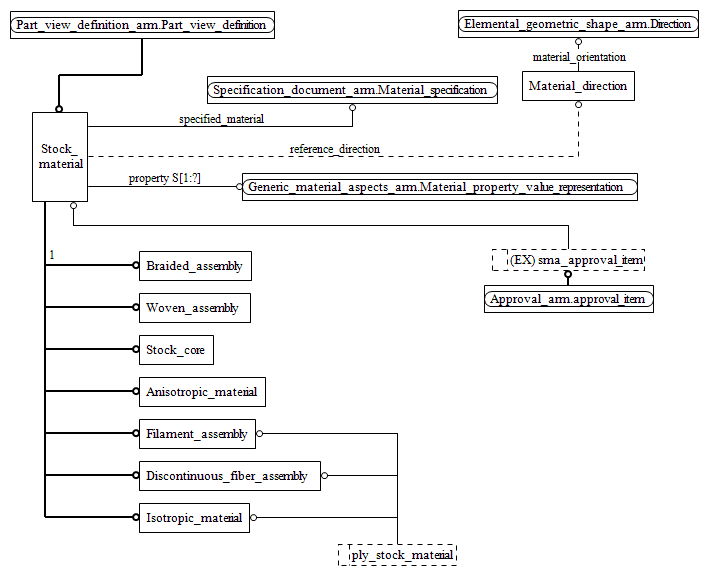 Part_view_definition_arm.Part_view_definition
Elemental_geometric_shape_arm.Direction
material_orientation
Specification_document_arm.Material_specification
Material_direction
specified_material
Stock_
material
reference_direction
property S[1:?]
Generic_material_aspects_arm.Material_property_value_representation
1
(EX) sma_approval_item
Braided_assembly
Approval_arm.approval_item
Woven_assembly
Stock_core
Anisotropic_material
Filament_assembly
Discontinuous_fiber_assembly
Isotropic_material
ply_stock_material